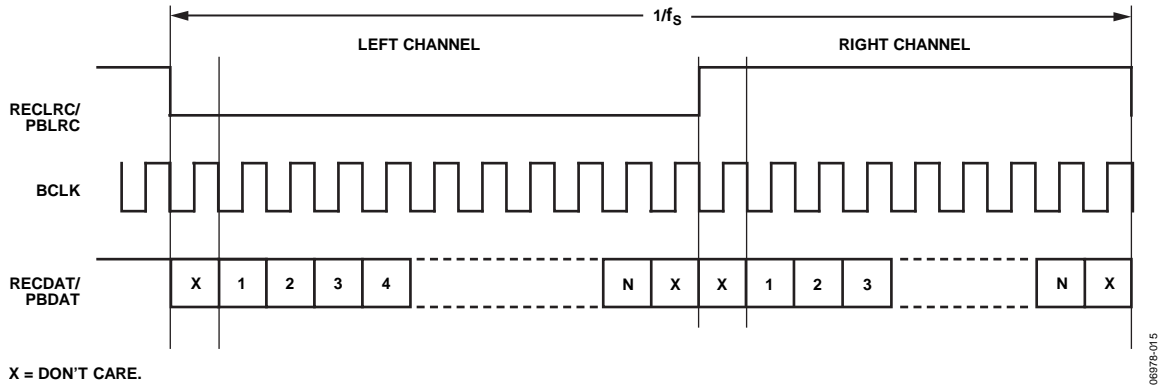 1/fS
LEFT CHANNEL
RIGHT CHANNEL
RECLRC/
PBLRC
BCLK
RECDAT/
PBDAT
X 1 2 3 4 N X X 1 2 3 N X
X = DON'T CARE.
06978-015